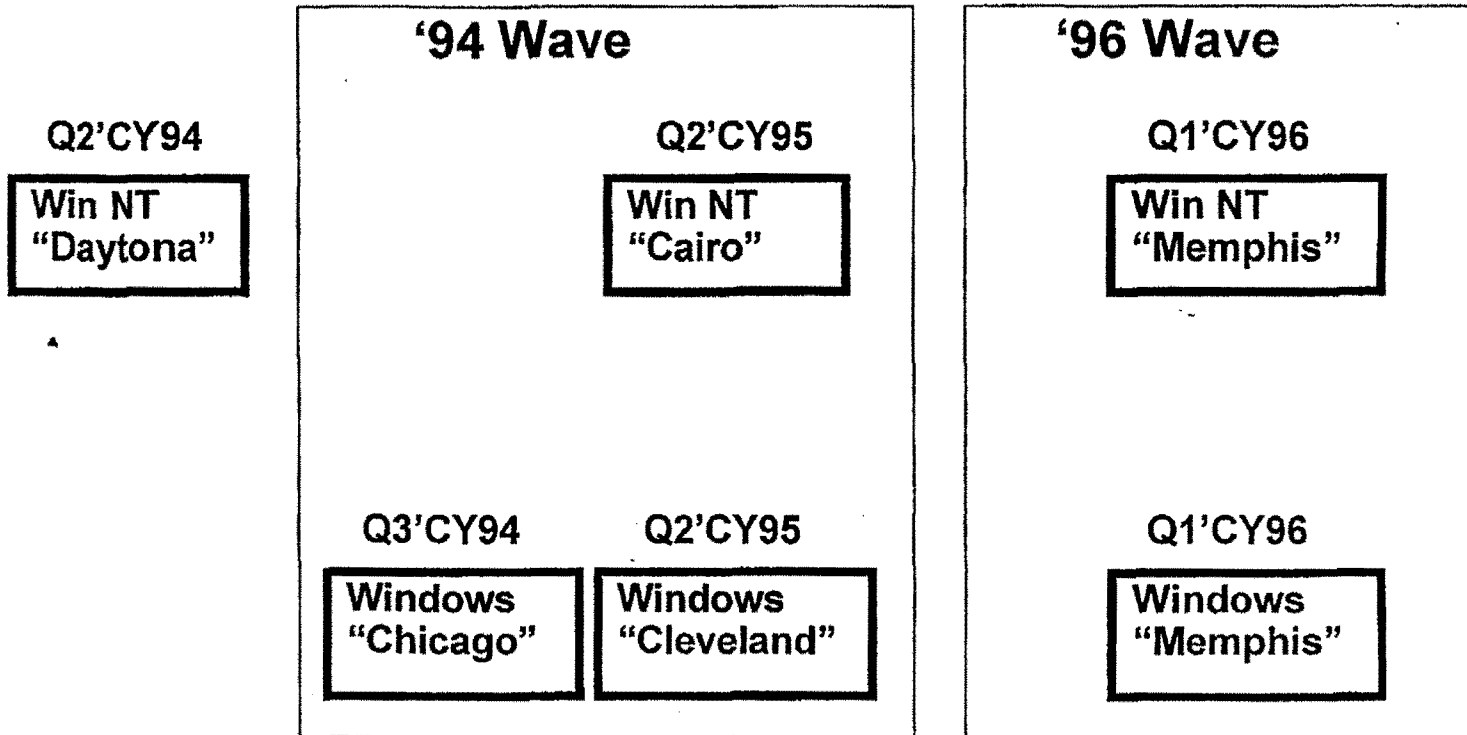 ‘94 Wave
‘96 Wave
Q2’CY94
Q2’CY95
Q1’CY96
Win NT
“Daytona”
Win NT
“Cairo”
Win NT
“Memphis”
Q3’CY94
Q2’CY95
Q1’CY96
Windows
“Chicago”
Windows
“Cleveland”
Windows
“Memphis”